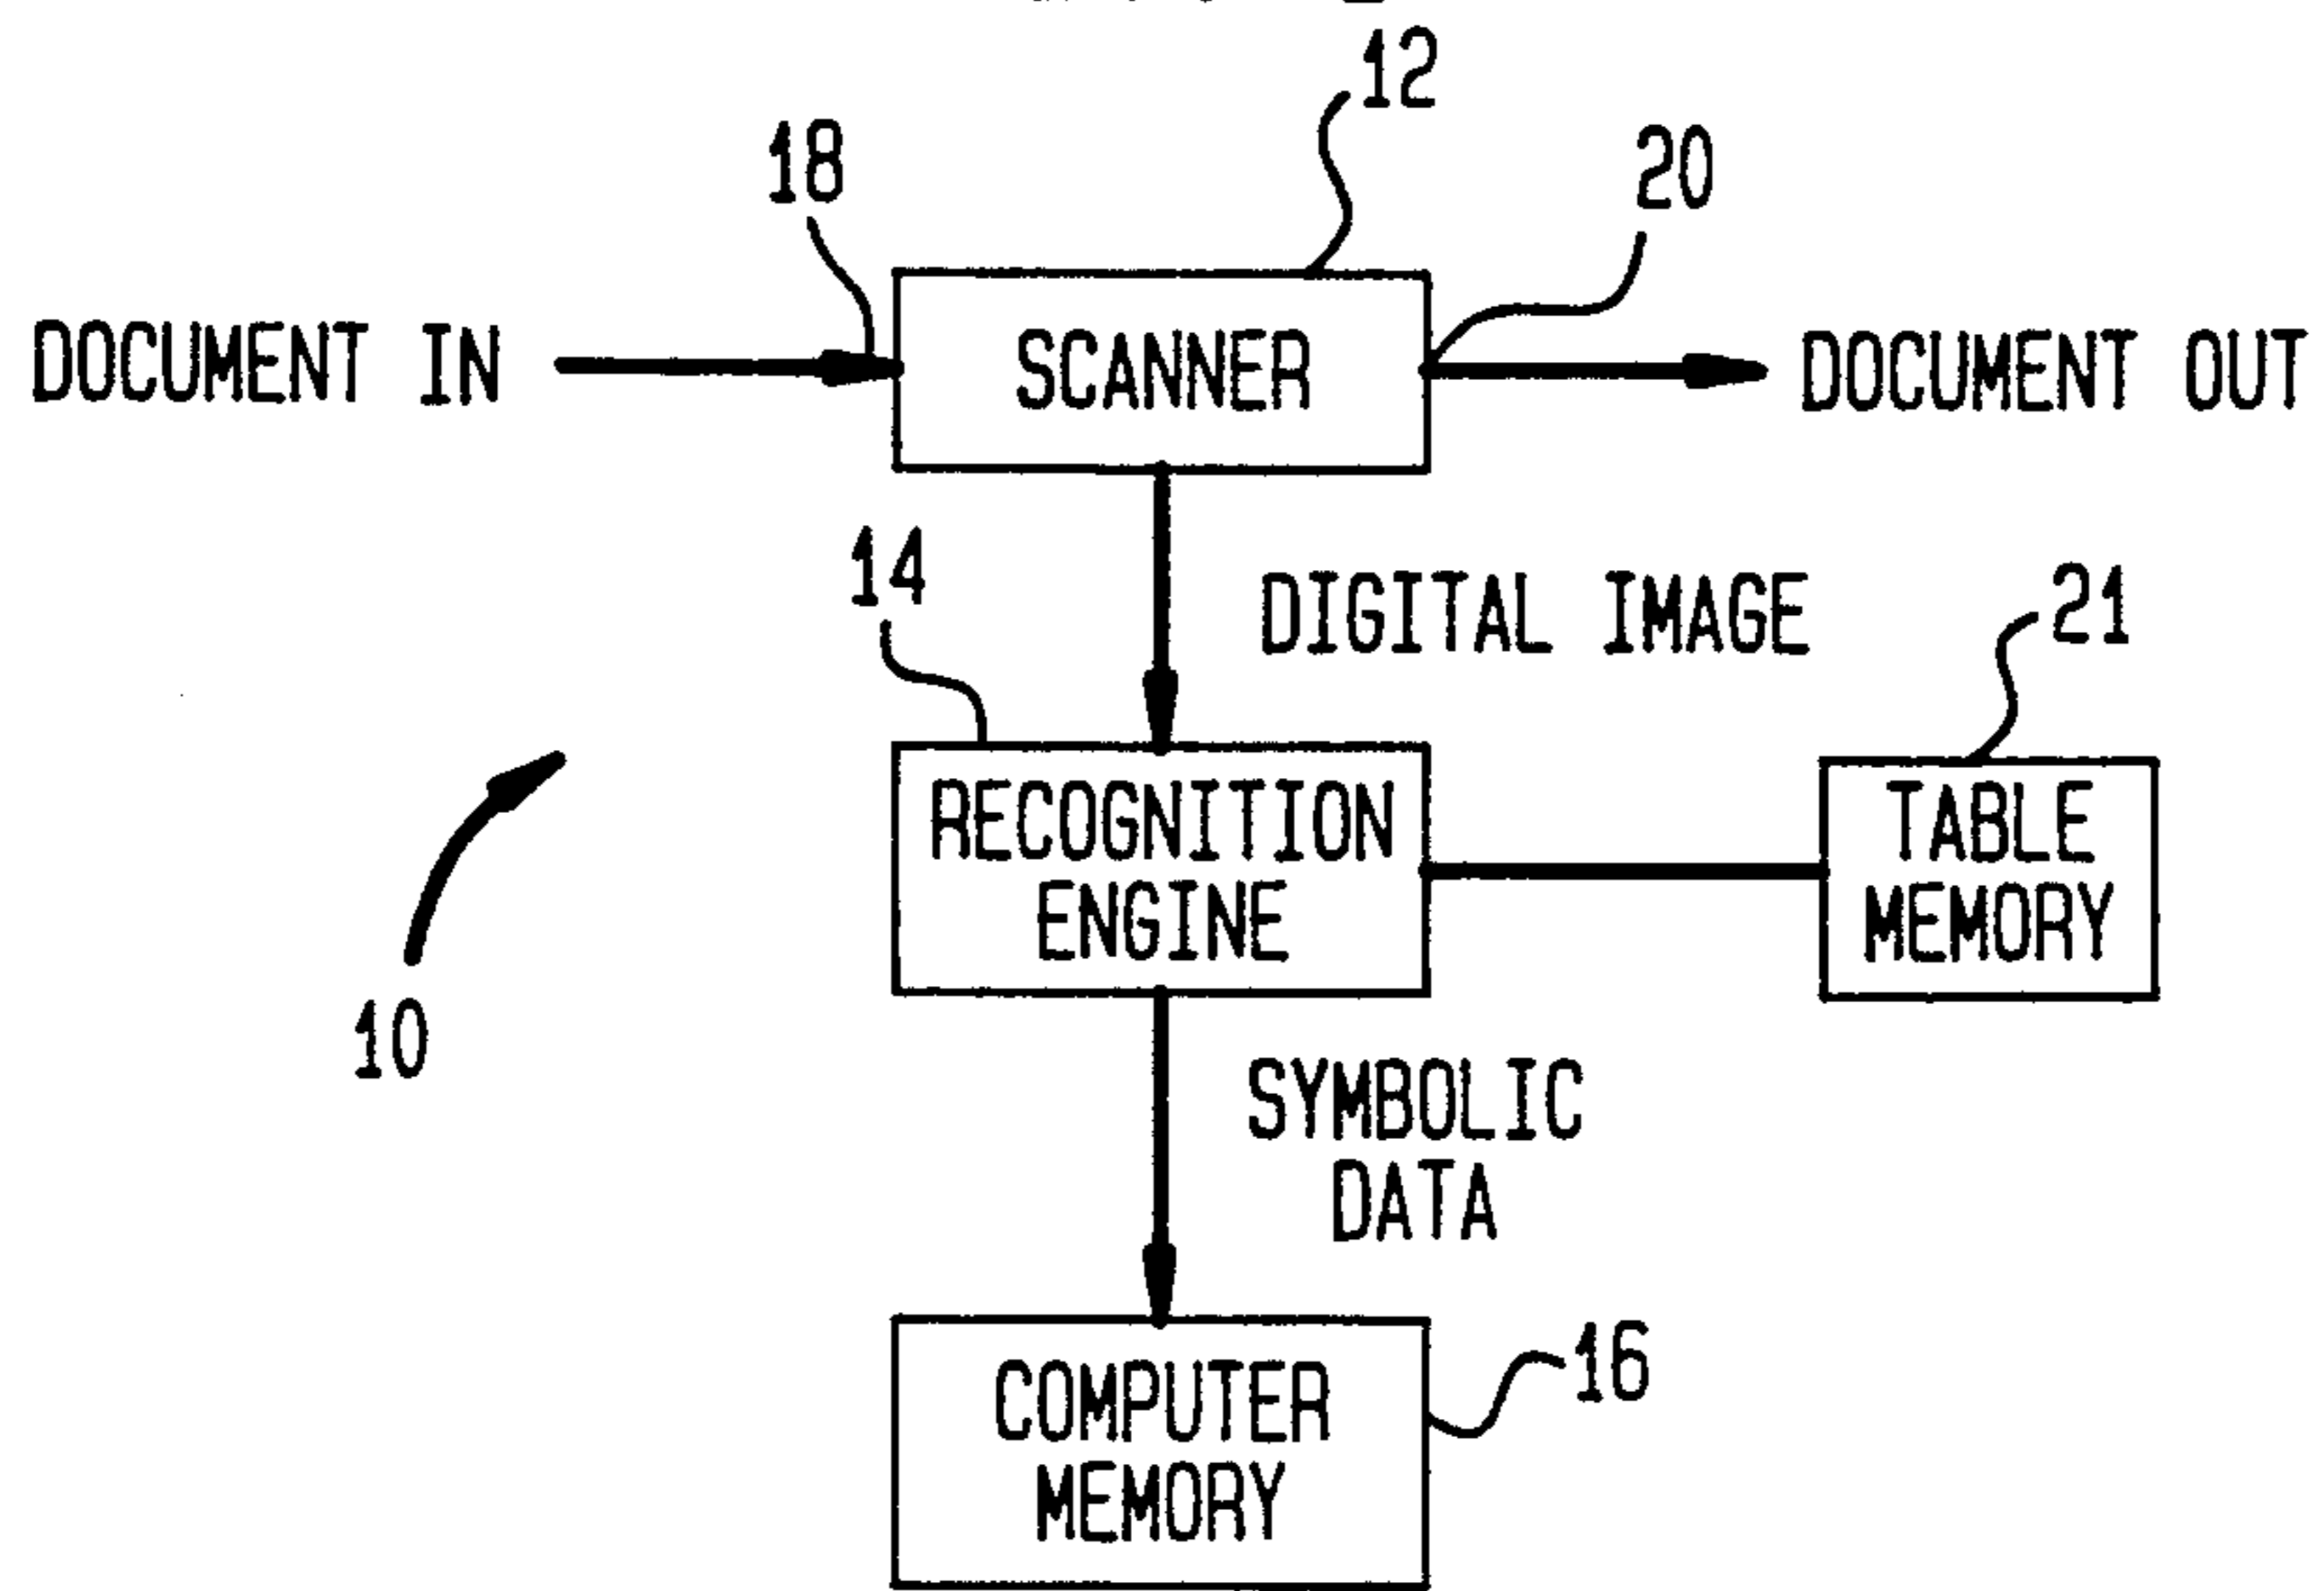 12
18
20
DOCUMENT IN
SCANNER
DOCUMENT OUT
14
DIGITAL IMAGE
21
RECOGNITION
ENGINE
TABLE
MEMORY
10
SYMBOLIC
DATA
16
COMPUTER
MEMORY